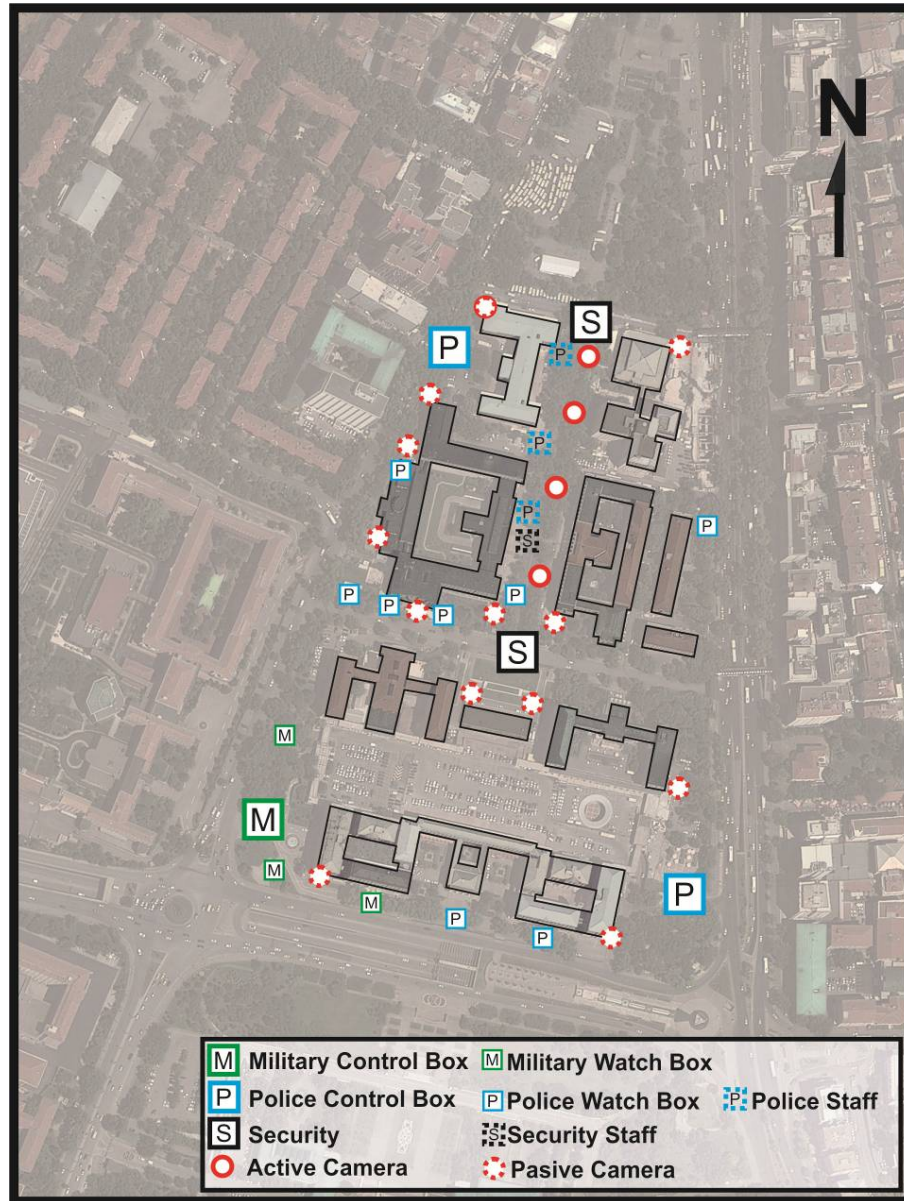 N
S
P
P
P
P
P
P
S
P
P
P
P
S
M
M
M
P
M
P
P
M Military Control Box M Military Watch Box
P Police Control Box P Police Watch Box P Police Staff
S Security S Security Staff
Active Camera Pasive Camera